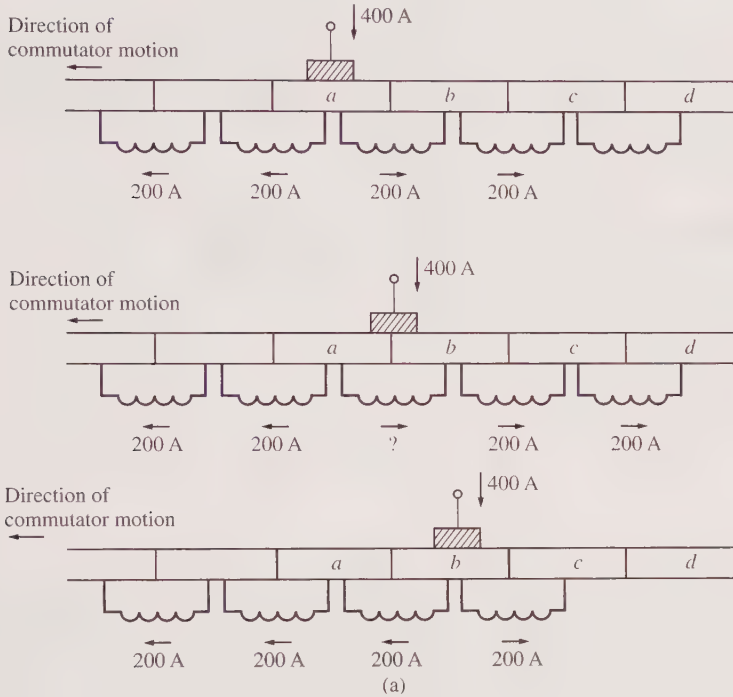 400 A
Direction of
commutator motion
a b c d
200 A 200 A 200 A 200 A
400 A
Direction of
commutator motion
a b c d
200 A 200 A ? 200 A 200 A
400 A
Direction of
commutator motion
a b c d
200 A 200 A 200 A 200 A
(a)